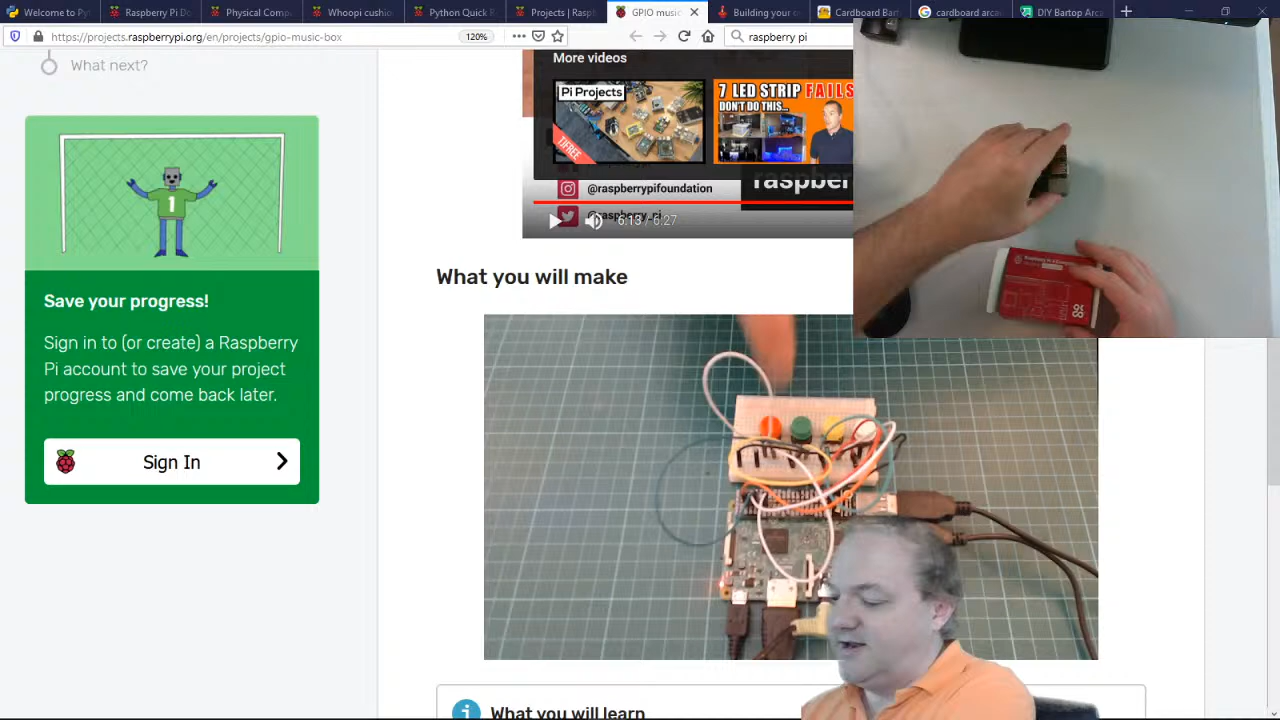 Welcome to Py
Raspberry Pi D
Physical Comp
Whoopi cushio
Python Quick R
Projects | Raspb
GPIO music
Building your o
Cardboard Bart
cardboard arca
DIY Bartop Arca
https://projects.raspberrypi.org/en/projects/gpio-music-box
120%
raspberry pi
What next?
More videos
Pi Projects
7 LED STRIP FAILS
DON'T DO THIS...
@raspberrypifoundation
raspber
6:13 / 6:27
Save your progress!
Sign in to (or create) a Raspberry
Pi account to save your project
progress and come back later.
Sign In
What you will make
1
What you will learn